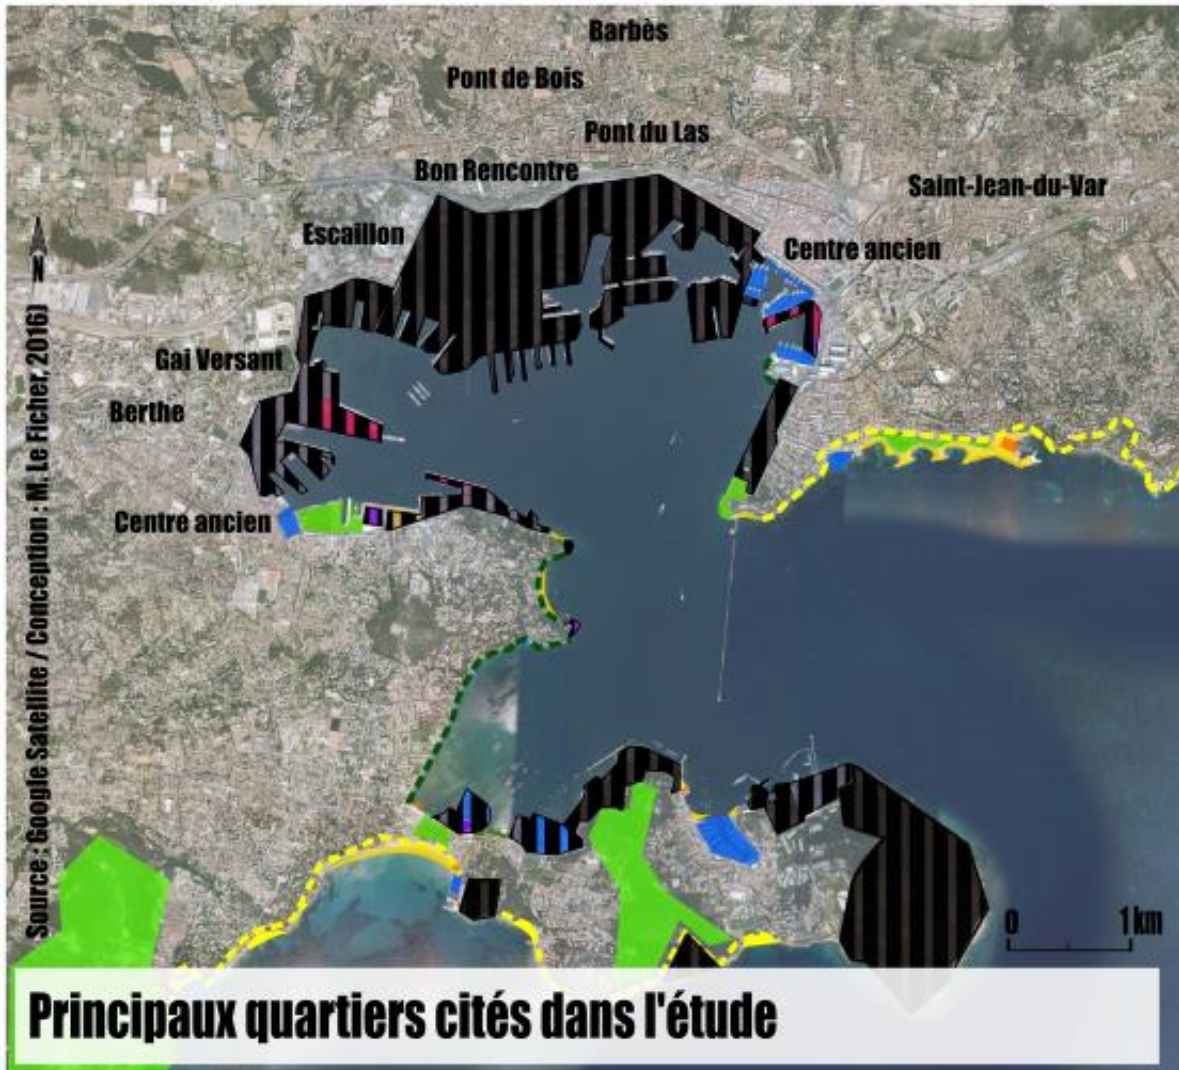 Barbès
Pont de Bois
Pont du Las
Bon Rencontre
Saint-Jean-du-Var
Escaillon
Centre ancien
N
Gai Versant
Berthe
Centre ancien
Source : Google Satellite / Conception : M. Le Ficher, 2016)
0 1 km
Principaux quartiers cités dans l'étude